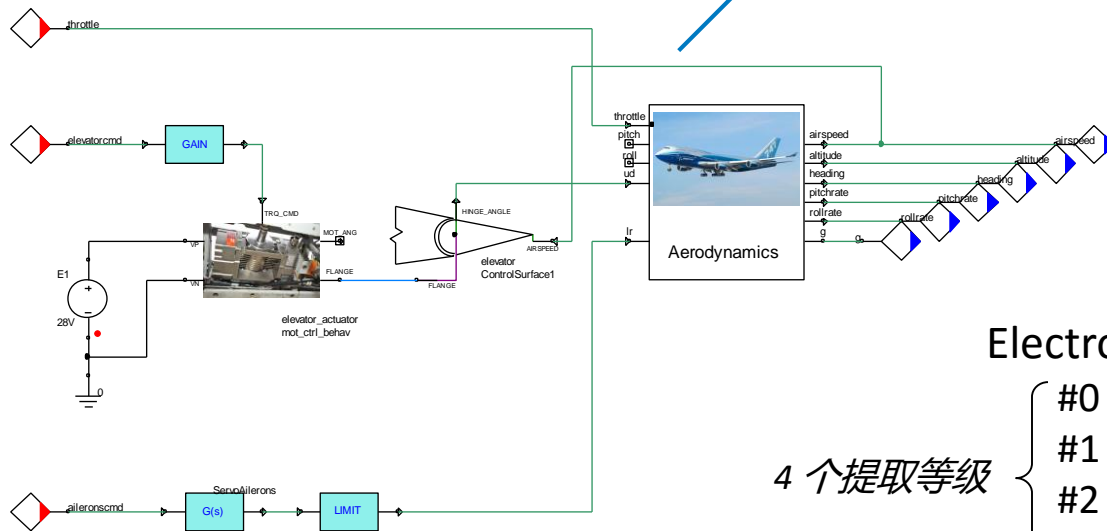 throttle
elevatorcmd
GAIN
TRQ_CMD
VP
VN
MOT_ANG
FLANGE
E1
28V
0
elevator_actuator
mot_ctrl_behav
HINGE_ANGLE
AIRSPEED
FLANGE
elevator
ControlSurface1
throttle
pitch
roll
ud
lr
Aerodynamics
airspeed
altitude
heading
pitchrate
rollrate
g
airspeed
altitude
heading
pitchrate
rollrate
g
aileronscmd
ServoAilerons
G(s)
LIMIT
Electro
4 个提取等级
#0
#1
#2